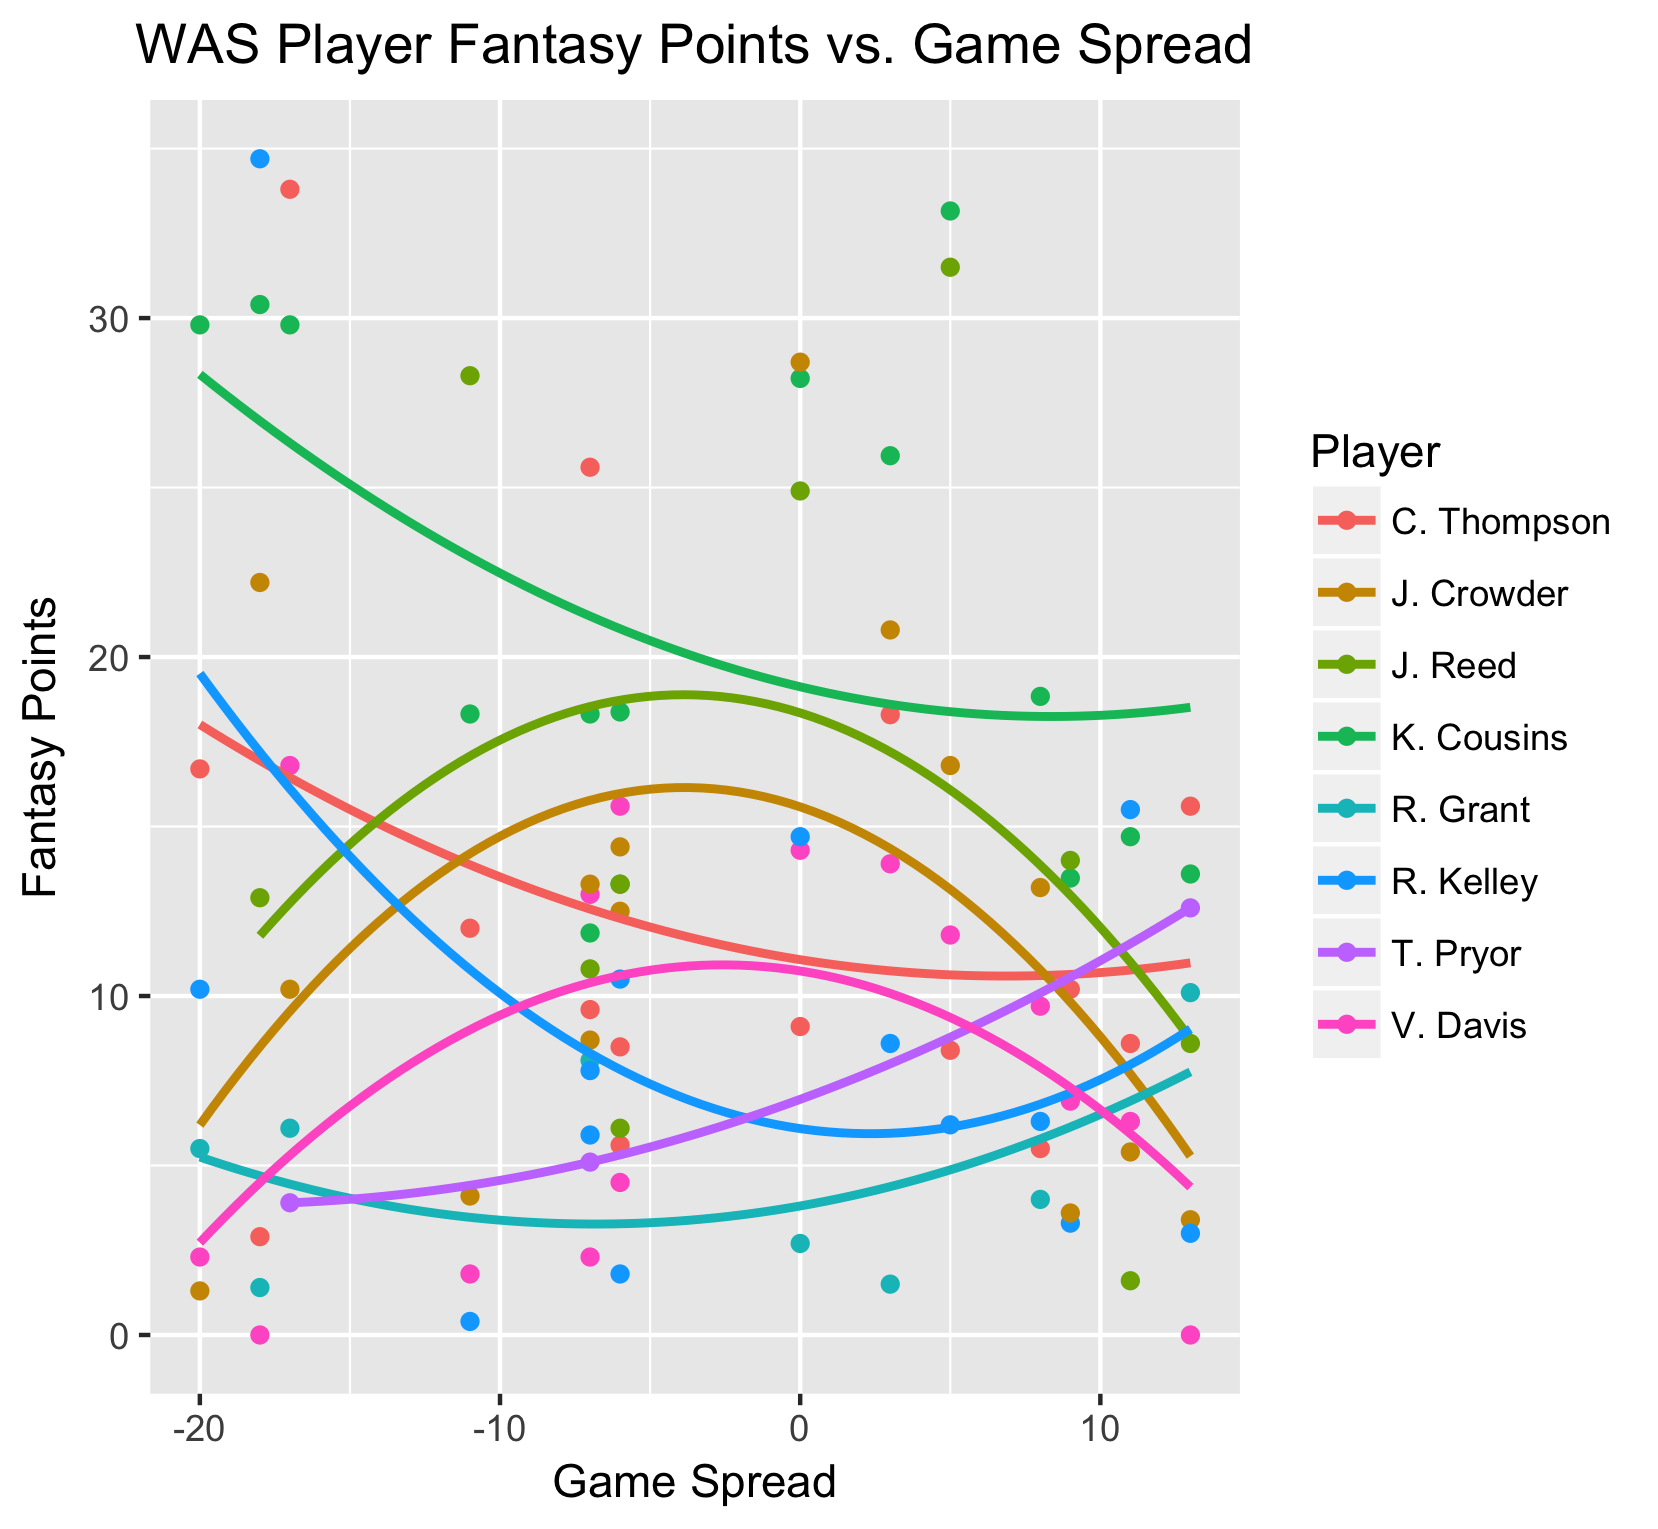 WAS Player Fantasy Points vs. Game Spread
Fantasy Points
30
20
10
0
-20 -10 0 10
Game Spread
Player
C. Thompson
J. Crowder
J. Reed
K. Cousins
R. Grant
R. Kelley
T. Pryor
V. Davis